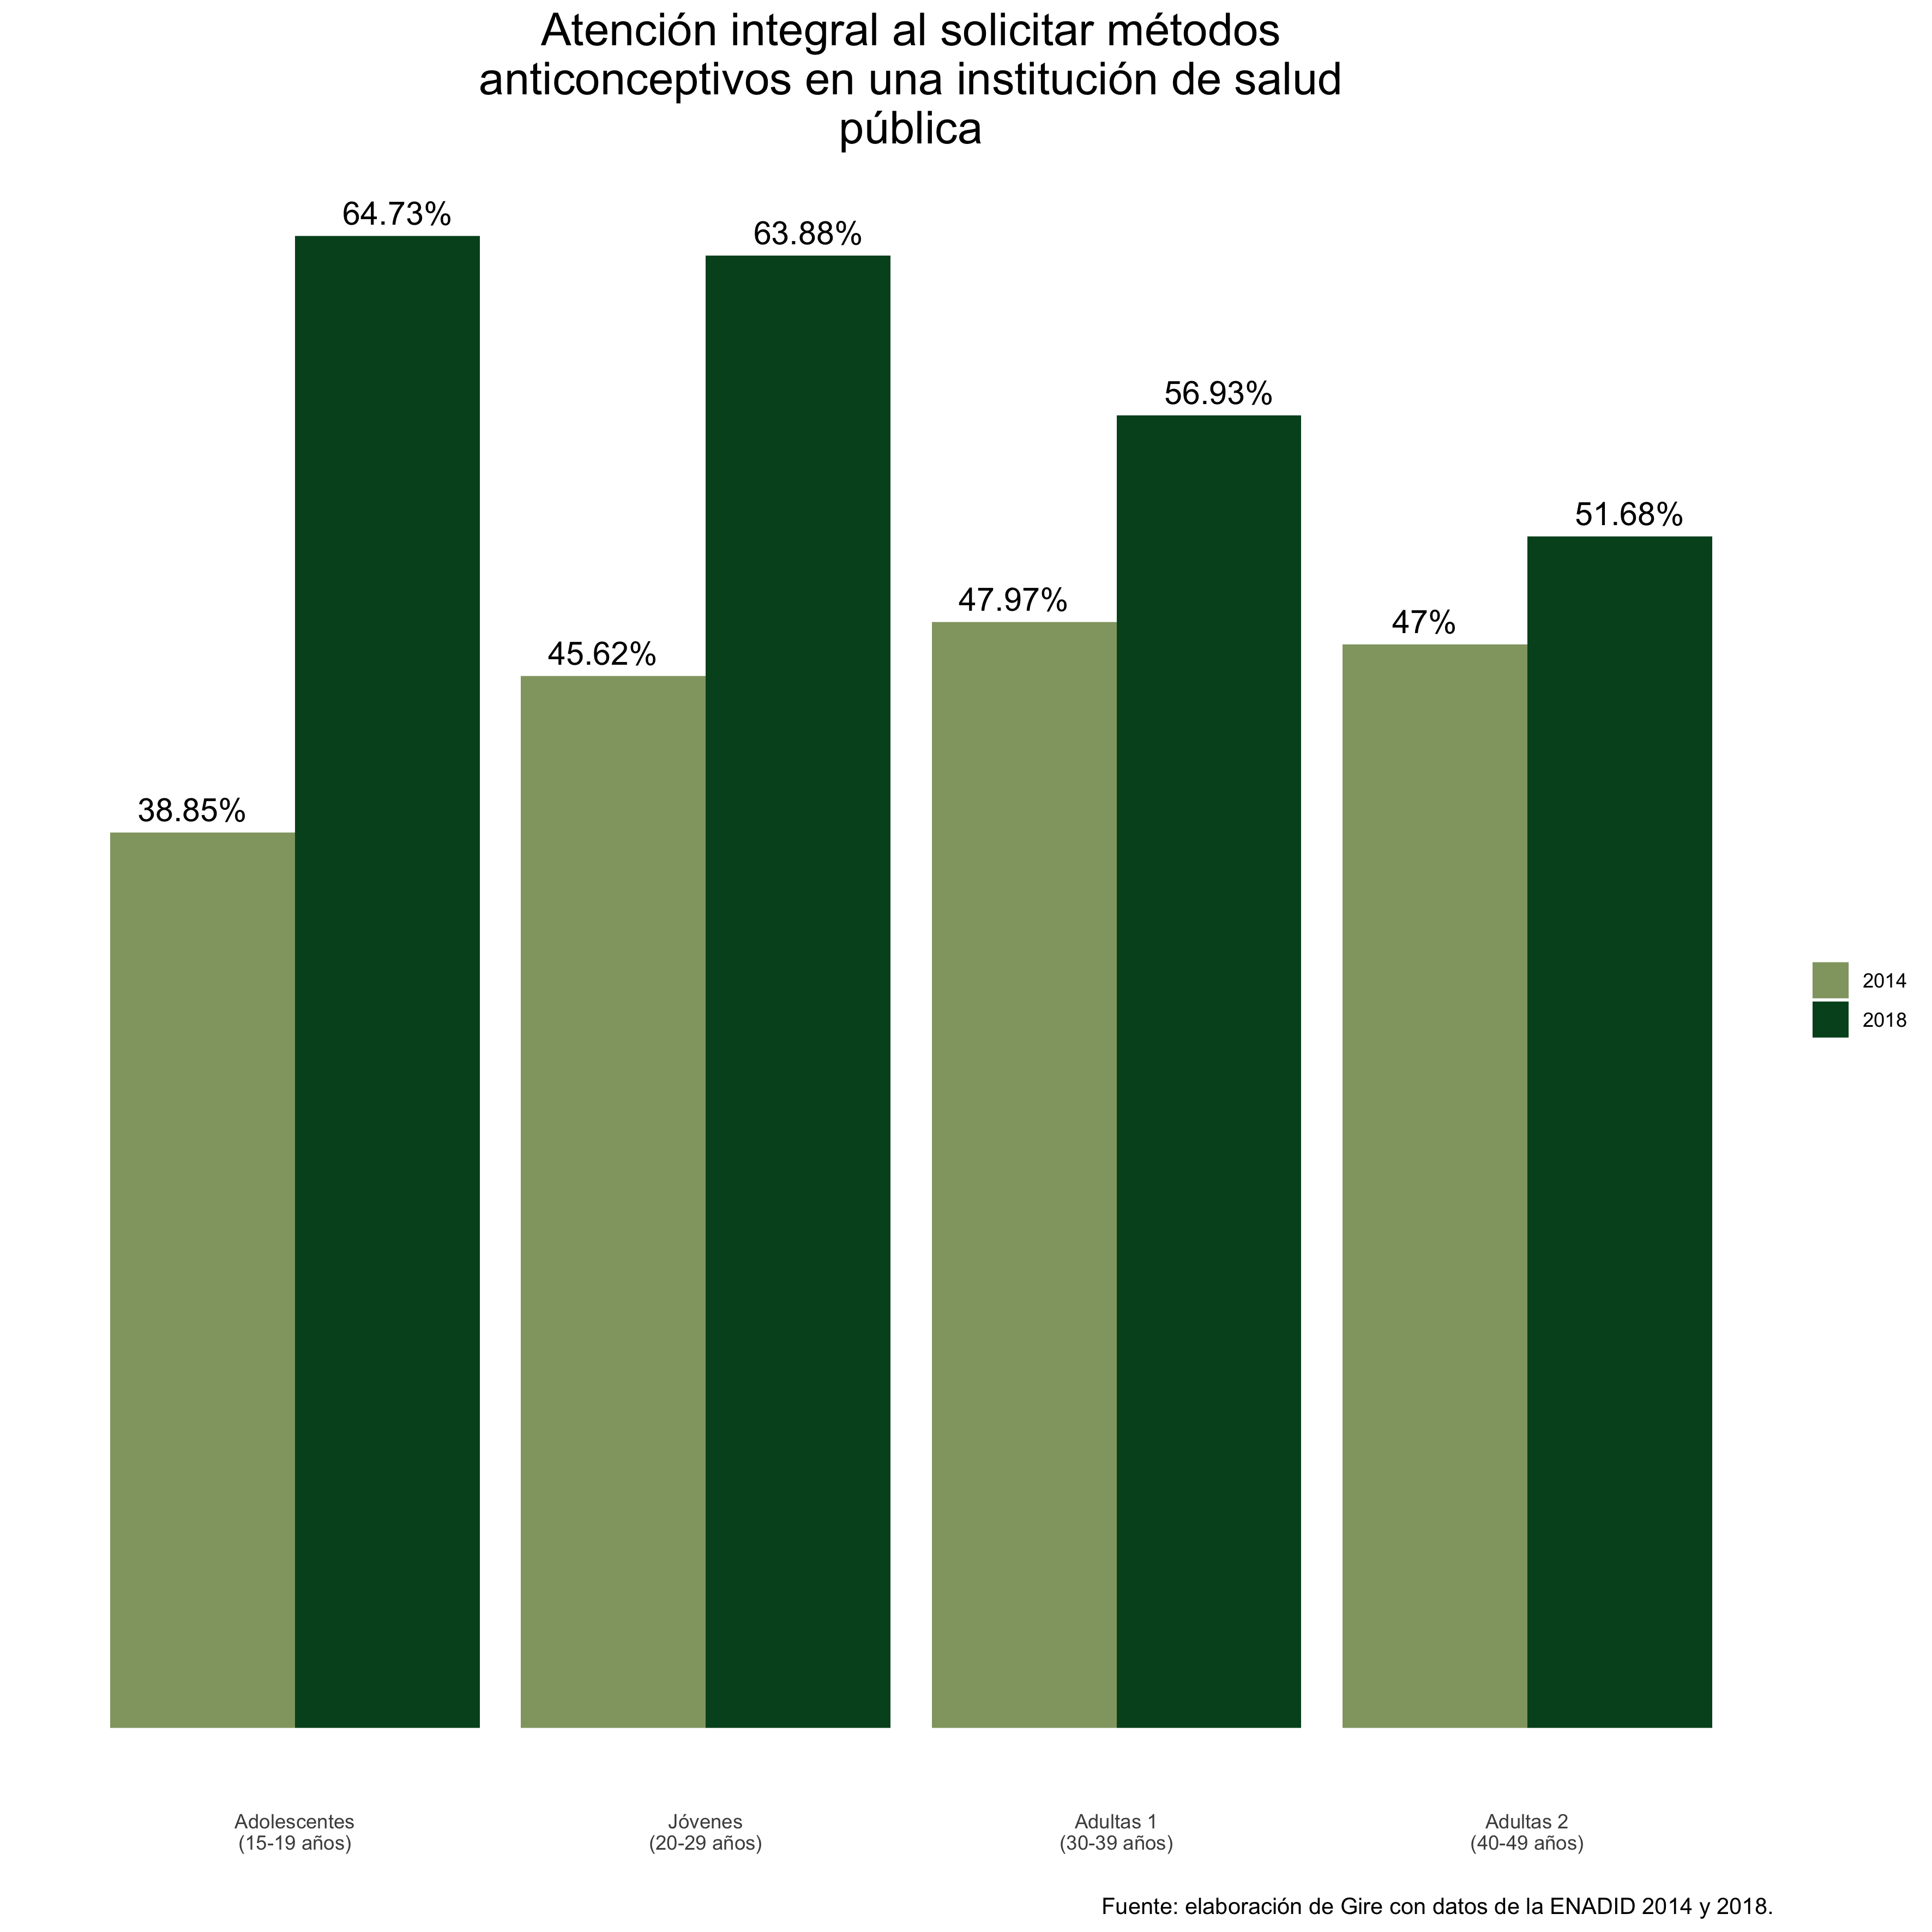 Atención integral al solicitar métodos
anticonceptivos en una institución de salud
pública
64.73%
63.88%
56.93%
51.68%
47.97%
47%
45.62%
38.85%
2014
2018
Adolescentes
(15-19 años)
Jóvenes
(20-29 años)
Adultas 1
(30-39 años)
Adultas 2
(40-49 años)
Fuente: elaboración de Gire con datos de la ENADID 2014 y 2018.